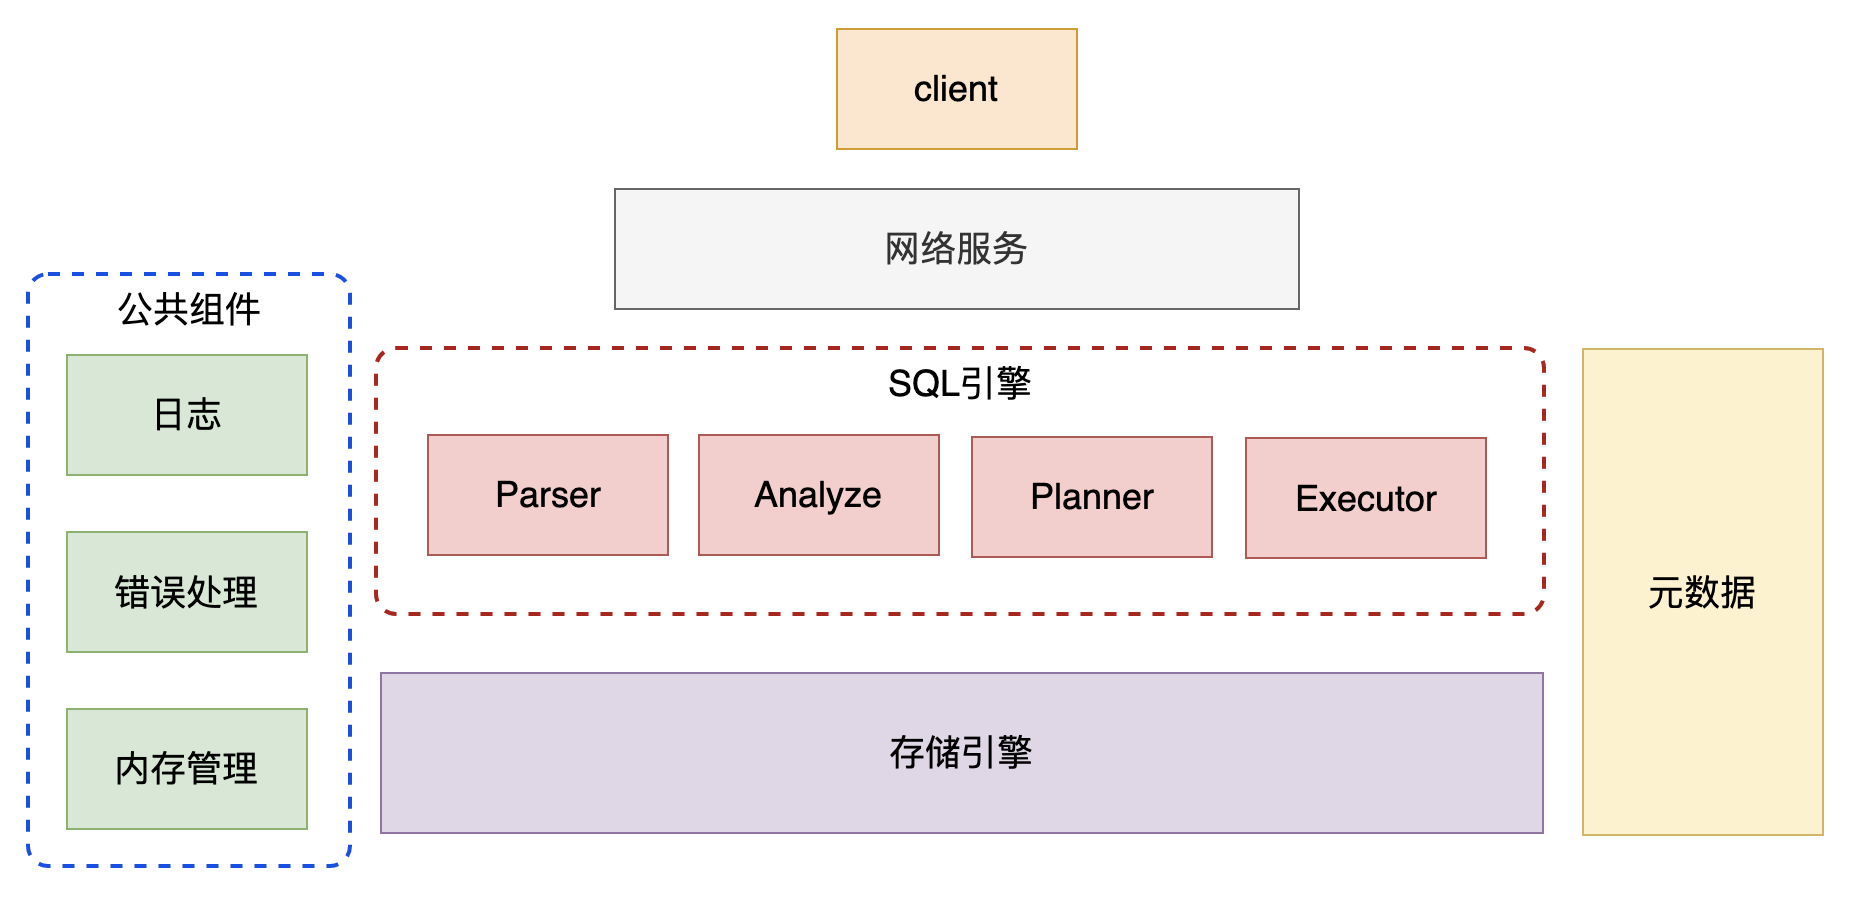 client
网络服务
公共组件
日志
错误处理
内存管理
SQL引擎
Parser
Analyze
Planner
Executor
存储引擎
元数据